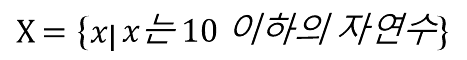 X = {x| x는 10 이하의 자연수}